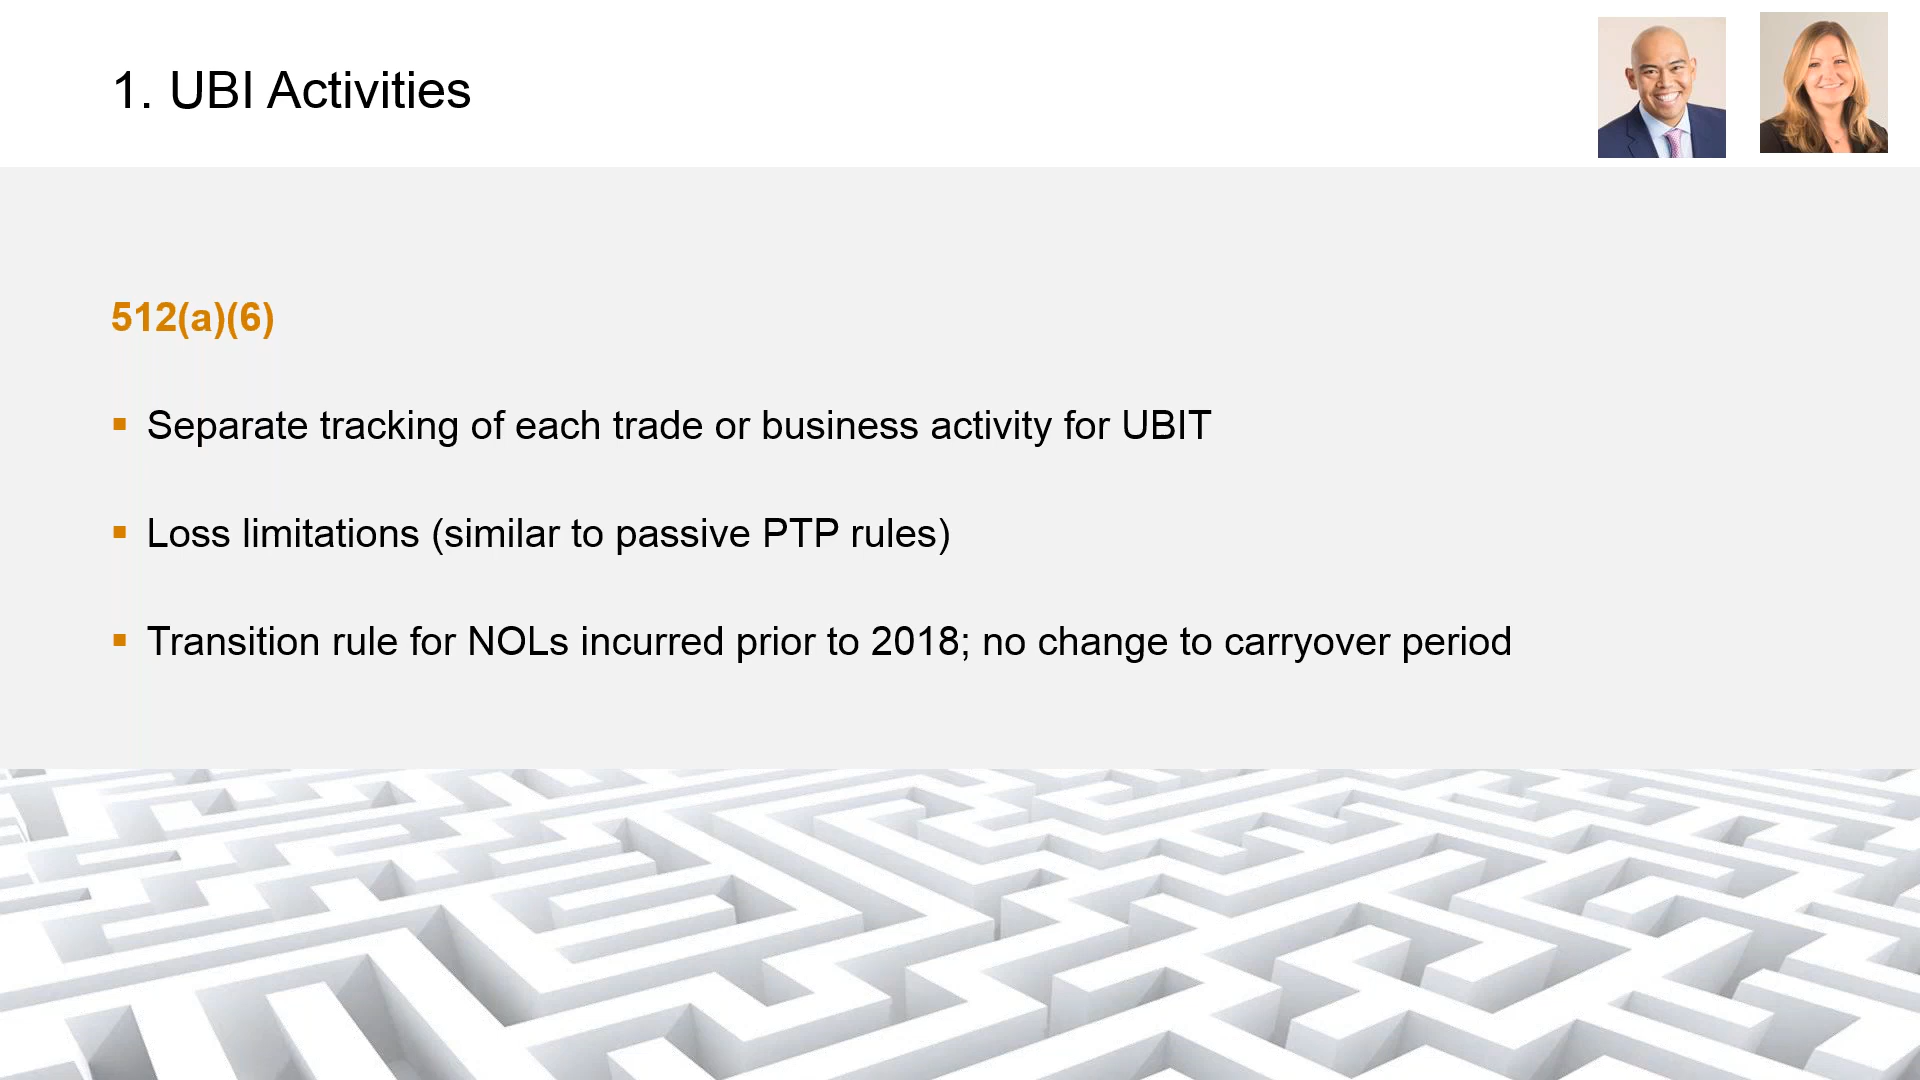 1. UBI Activities
512(a)(6)
▪ Separate tracking of each trade or business activity for UBIT
▪ Loss limitations (similar to passive PTP rules)
▪ Transition rule for NOLs incurred prior to 2018; no change to carryover period